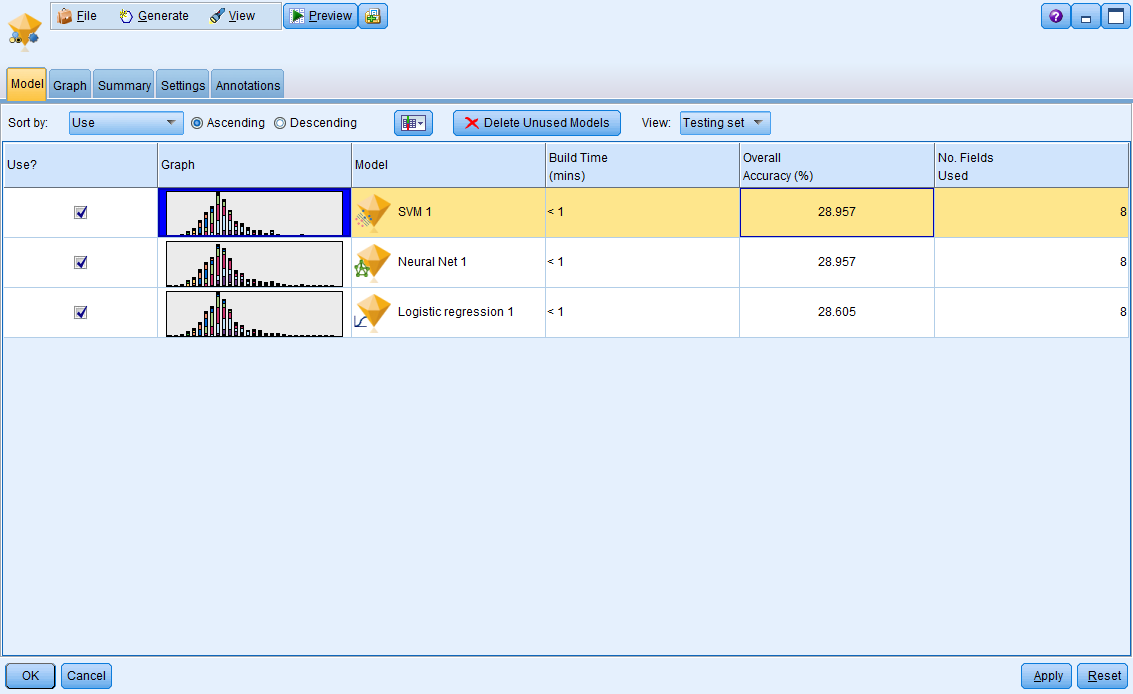 File Generate View Preview
Model Graph Summary Settings Annotations
Sort by: Use Ascending Descending Delete Unused Models View: Testing set
Use? Graph Model Build Time (mins) Overall Accuracy (%) No. Fields Used
SVM 1 < 1 28.957 8
Neural Net 1 < 1 28.957 8
Logistic regression 1 < 1 28.605 8
OK Cancel Apply Reset